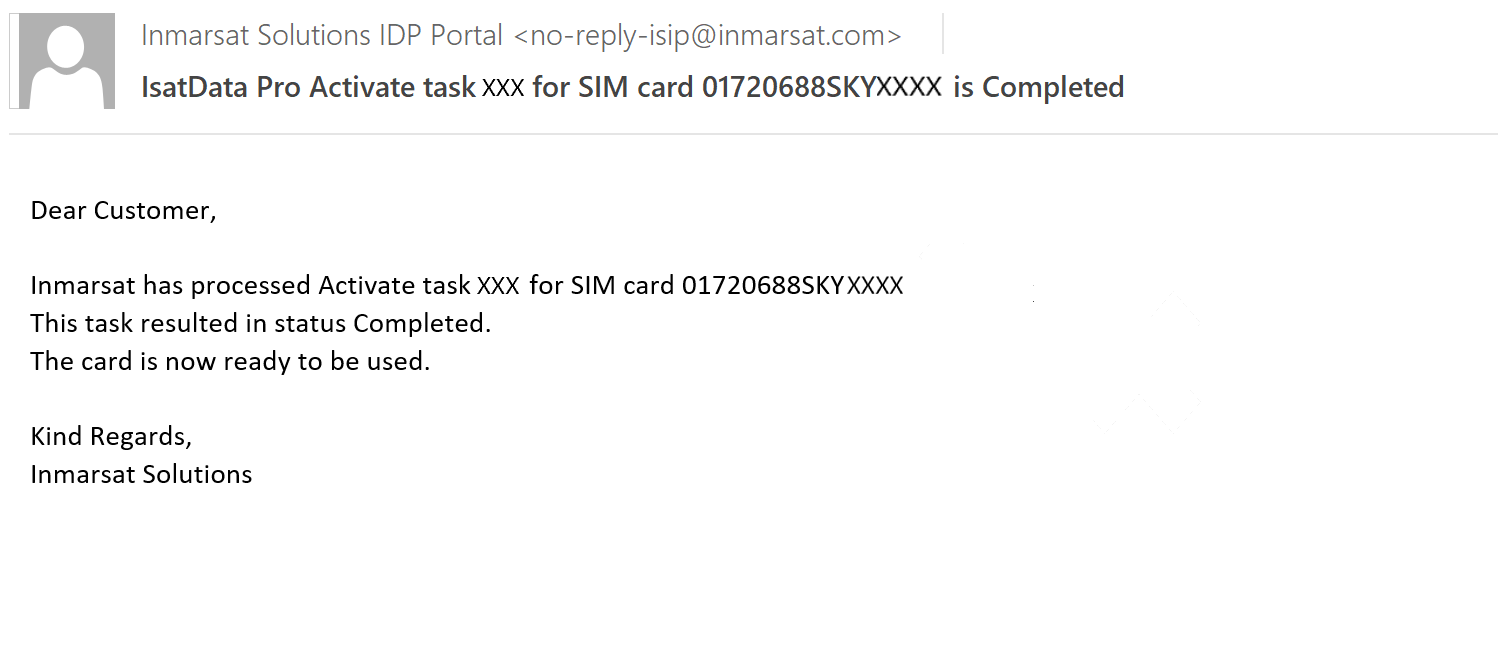 Inmarsat Solutions IDP Portal <no-reply-isip@inmarsat.com>
IsatData Pro Activate task XXX for SIM card 01720688SKYXXXX is Completed
Dear Customer,
Inmarsat has processed Activate task XXX for SIM card 01720688SKYXXXX
This task resulted in status Completed.
The card is now ready to be used.
Kind Regards,
Inmarsat Solutions